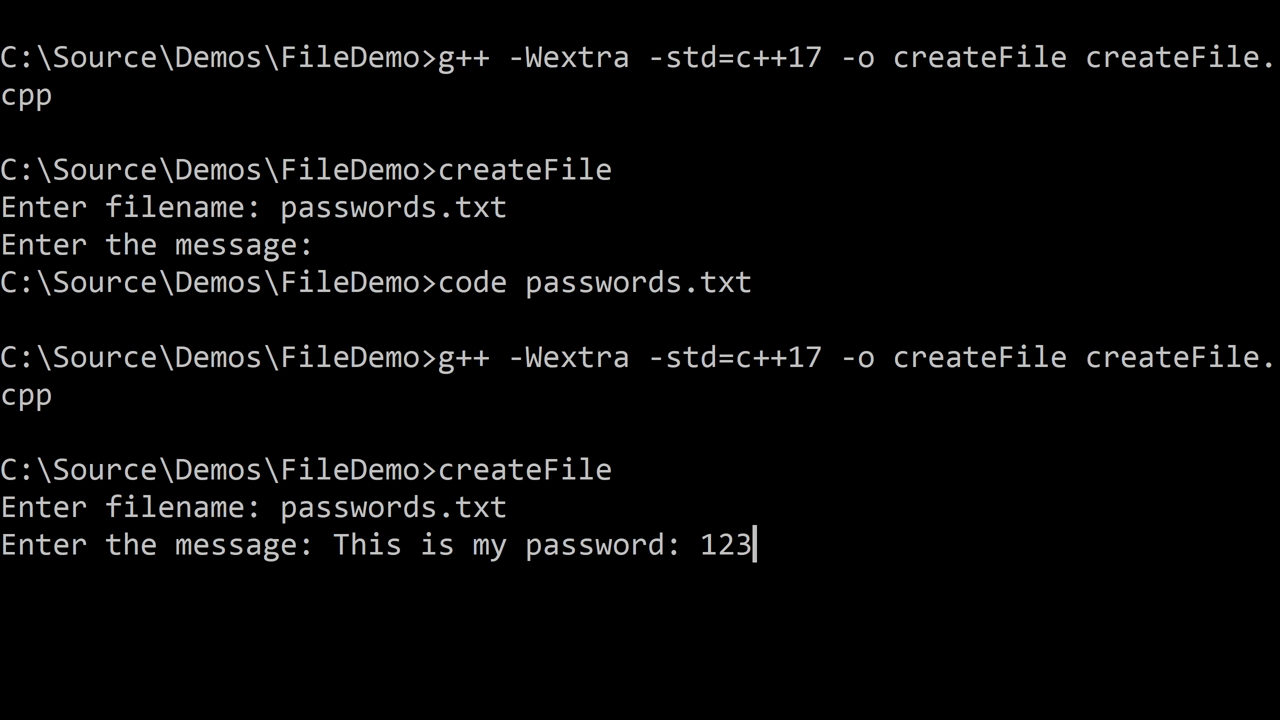 C:\Source\Demos\FileDemo>g++ -Wextra -std=c++17 -o createFile createFile.
cpp
C:\Source\Demos\FileDemo>createFile
Enter filename: passwords.txt
Enter the message:
C:\Source\Demos\FileDemo>code passwords.txt
C:\Source\Demos\FileDemo>g++ -Wextra -std=c++17 -o createFile createFile.
cpp
C:\Source\Demos\FileDemo>createFile
Enter filename: passwords.txt
Enter the message: This is my password: 123